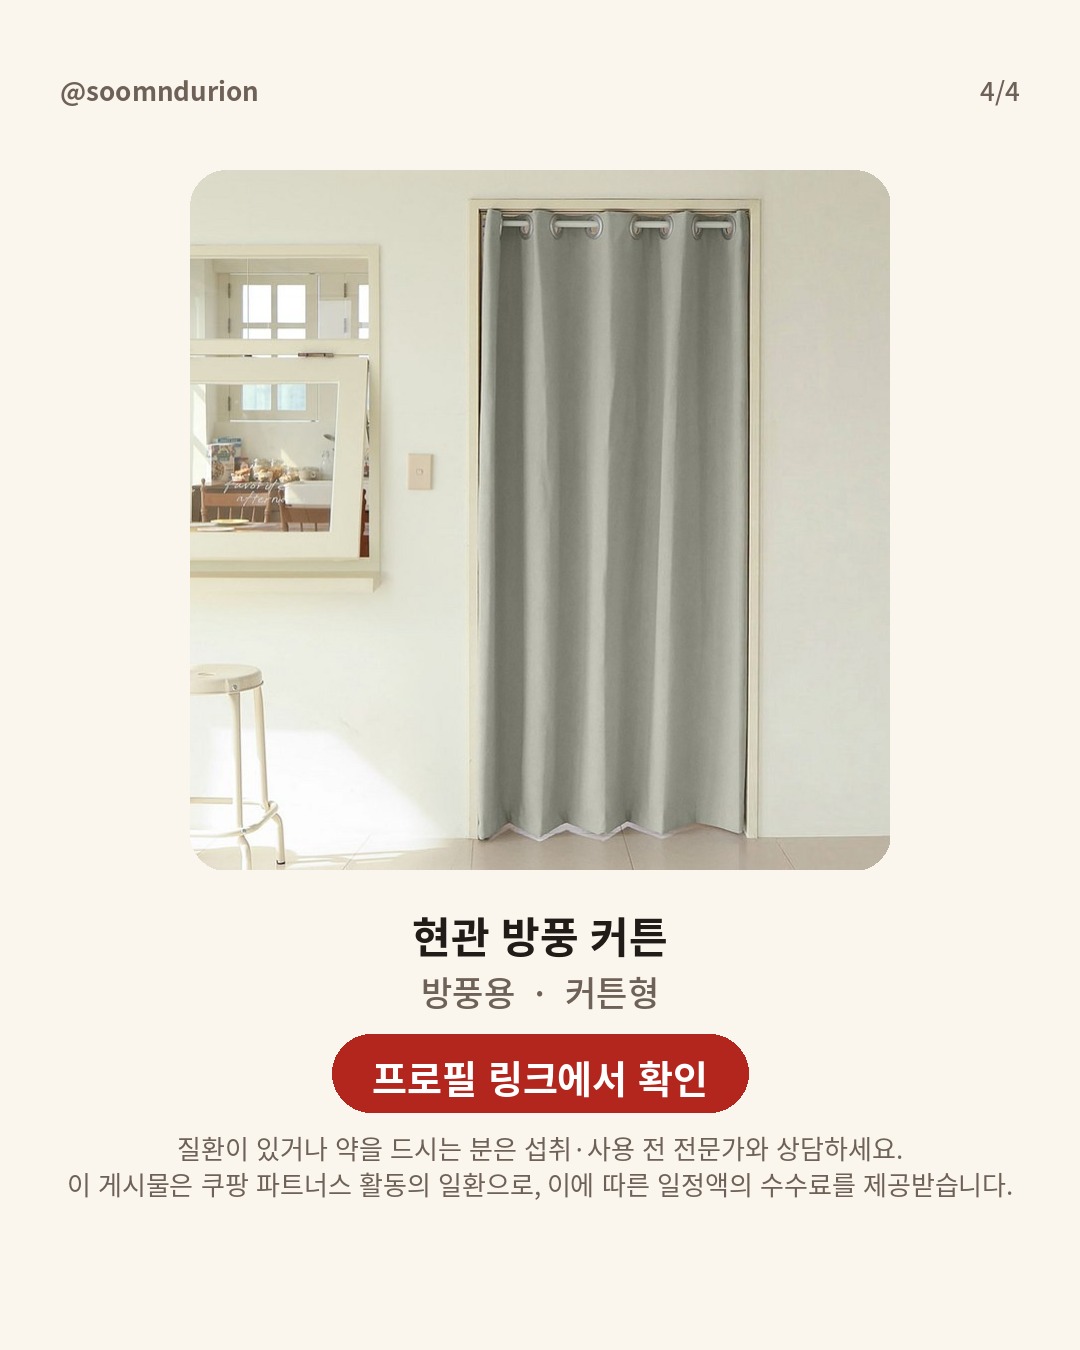 @soomndurion
4/4
favorite
afternoon
현관 방풍 커튼
방풍용 · 커튼형
프로필 링크에서 확인
질환이 있거나 약을 드시는 분은 섭취·사용 전 전문가와 상담하세요.
이 게시물은 쿠팡 파트너스 활동의 일환으로, 이에 따른 일정액의 수수료를 제공받습니다.